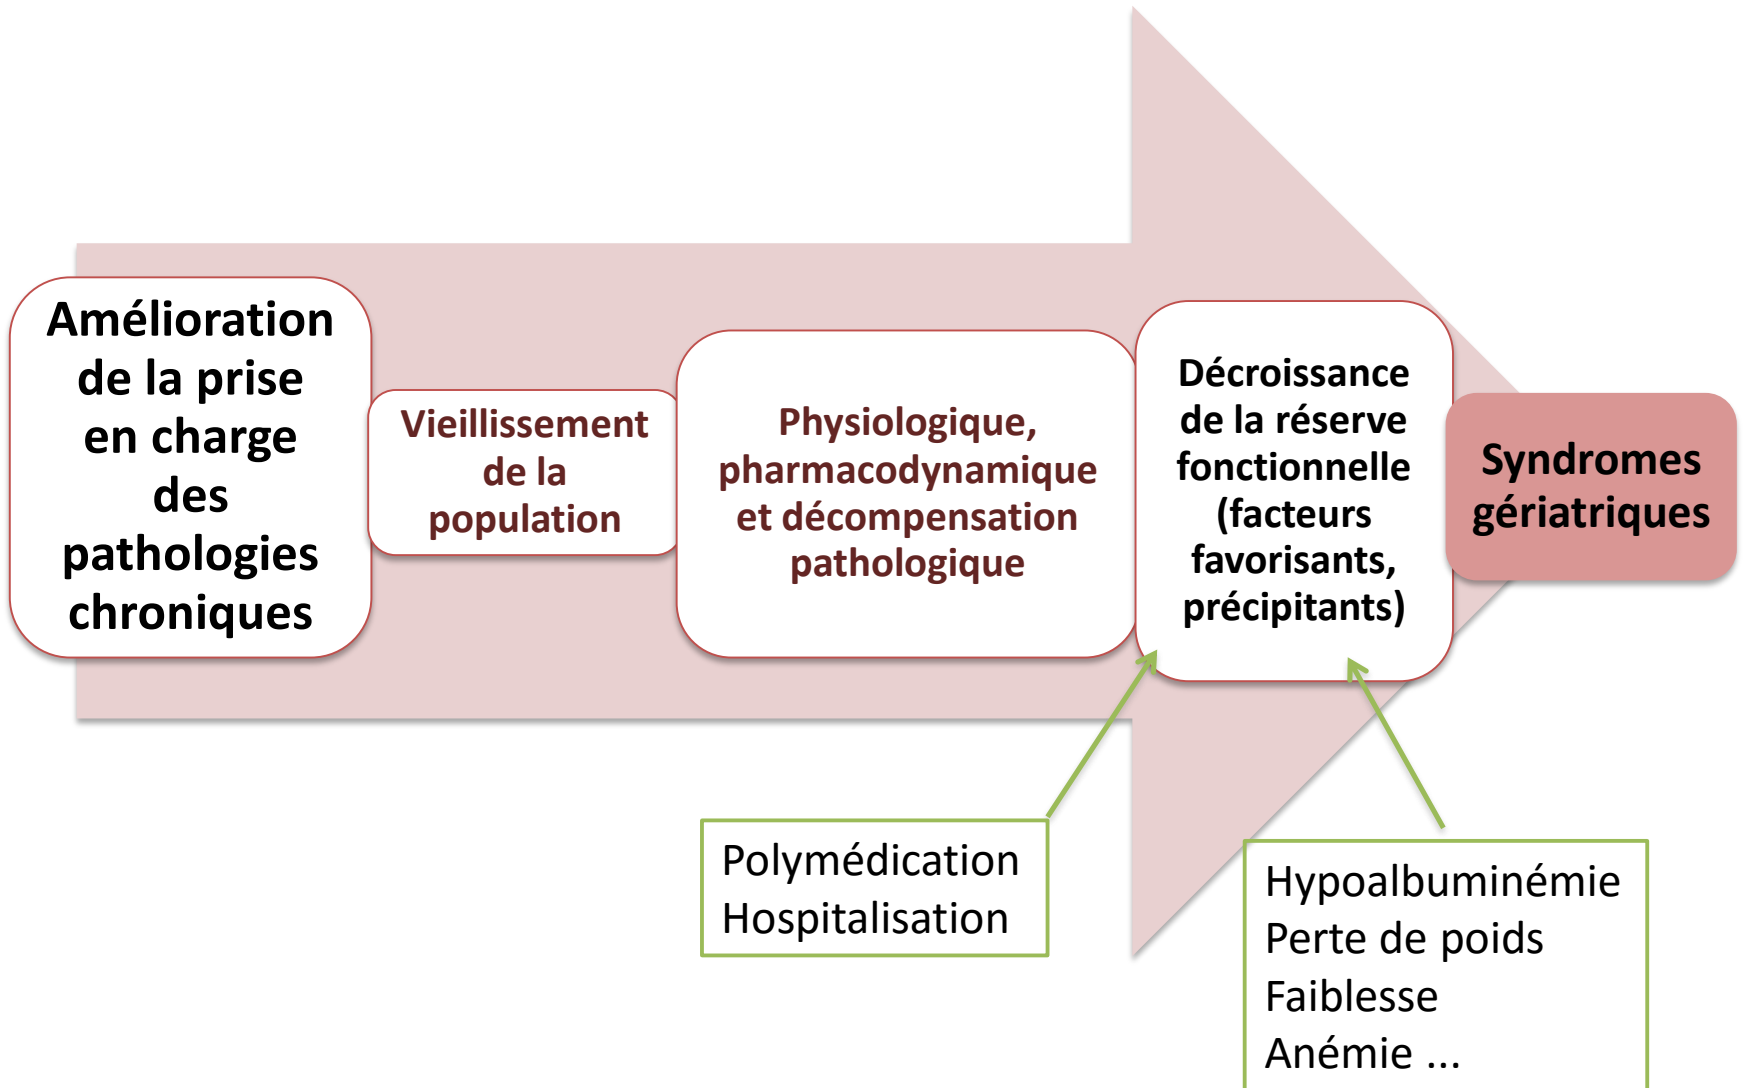 Amélioration
de la prise
en charge
des
pathologies
chroniques
Vieillissement
de la
population
Physiologique,
pharmacodynamique
et décompensation
pathologique
Décroissance
de la réserve
fonctionnelle
(facteurs
favorisants,
précipitants)
Syndromes
gériatriques
Polymédication
Hospitalisation
Hypoalbuminémie
Perte de poids
Faiblesse
Anémie ...